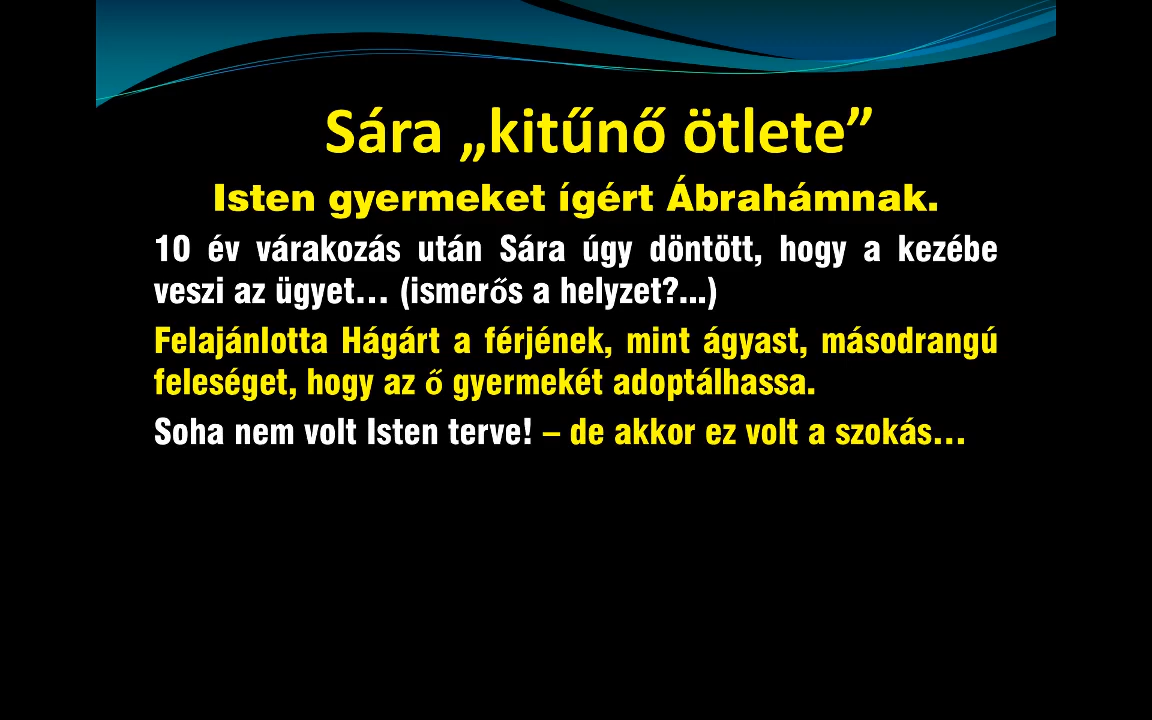 Sára „kitűnő ötlete”
Isten gyermeket ígért Ábrahámnak.
10 év várakozás után Sára úgy döntött, hogy a kezébe
veszi az ügyet… (ismerős a helyzet?...)
Felajánlotta Hágárt a férjének, mint ágyast, másodrangú
feleséget, hogy az ő gyermekét adoptálhassa.
Soha nem volt Isten terve! – de akkor ez volt a szokás…